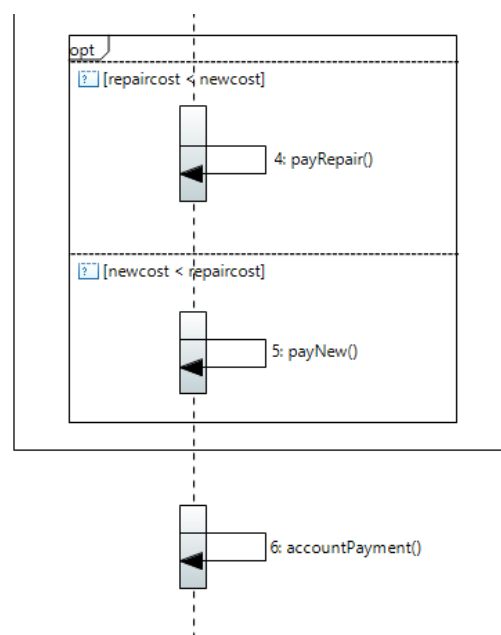 opt
? [repaircost < newcost]
4: payRepair()
? [newcost < repaircost]
5: payNew()
6: accountPayment()